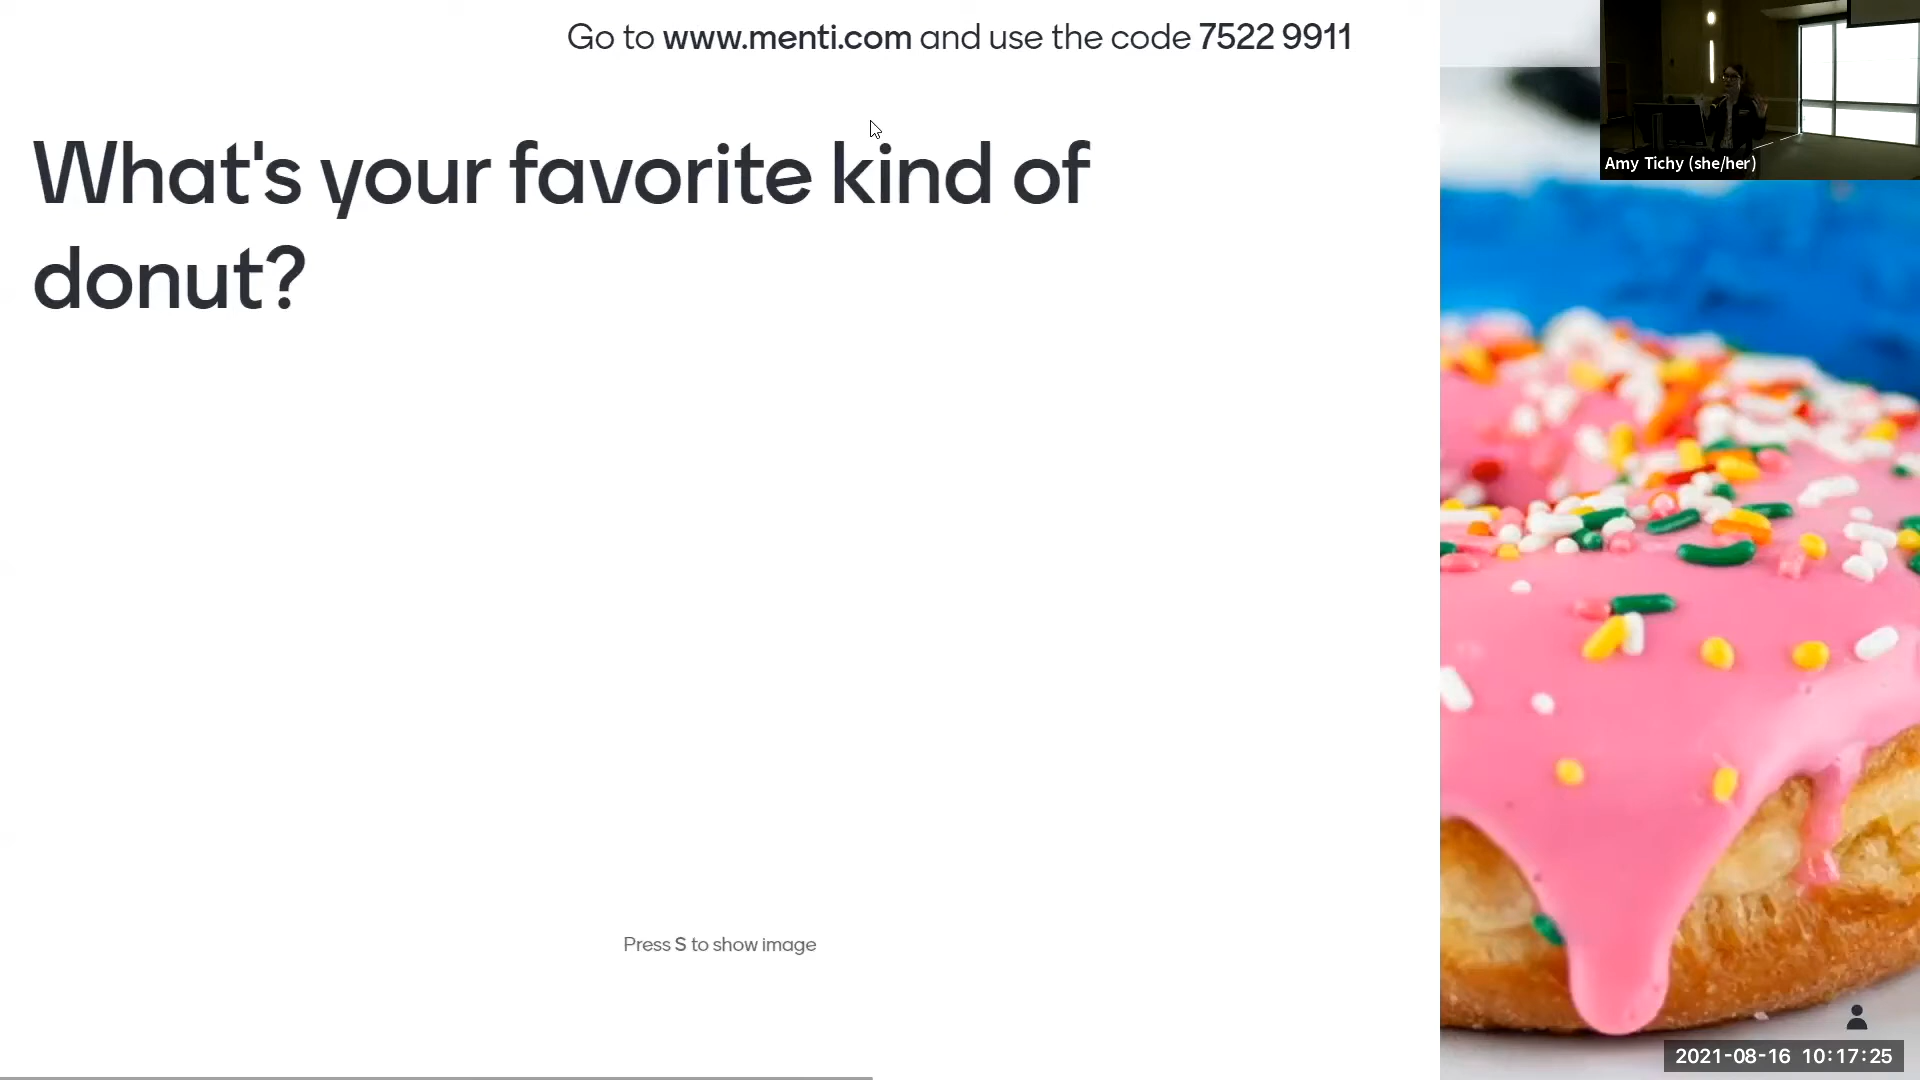 Go to www.menti.com and use the code 7522 9911
What's your favorite kind of
donut?
Amy Tichy (she/her)
Press S to show image
2021-08-16 10:17:25